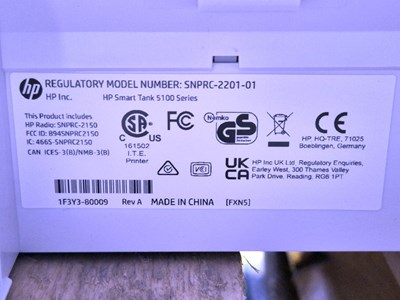 hp REGULATORY MODEL NUMBER: SNPRC-2201-01
HP Inc. HP Smart Tank 5100 Series
This Product includes
HP Radio: SNPRC-2150
FCC ID: B94SNPRC2150
IC: 466S-SNPRC2150
CAN ICES-3(B)/NMB-3(B)
C US
161502
I.T.E.
Printer
FC
Nemko
GS
CE
HP, HQ-TRE, 71025
Boeblingen, Germany
UK
CA
HP Inc UK Ltd. Regulatory Enquiries,
Earley West, 300 Thames Valley
Park Drive, Reading, RG6 1PT
1F3Y3-80009 Rev A MADE IN CHINA [FXN5]